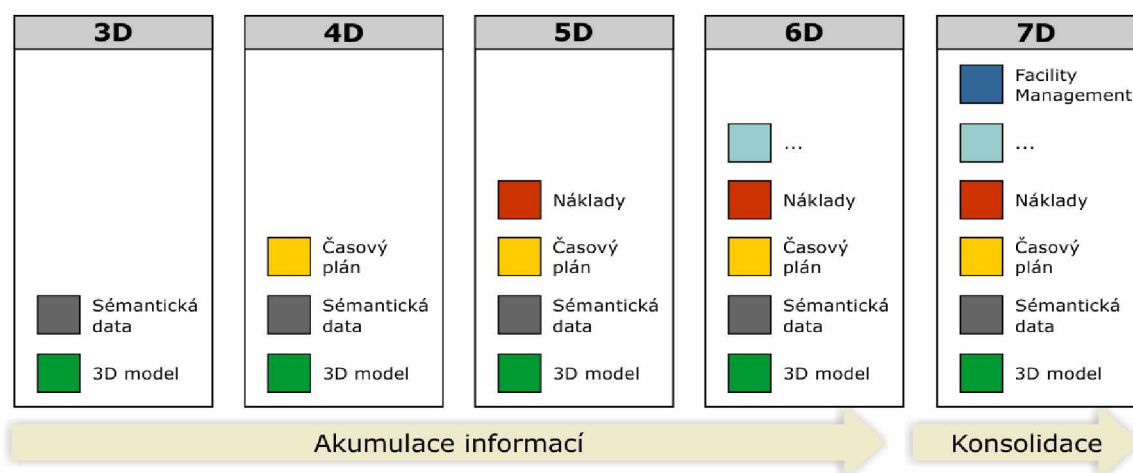 3D
Sémantická
data
3D model
4D
Časový
plán
Sémantická
data
3D model
5D
Náklady
Časový
plán
Sémantická
data
3D model
6D
...
Náklady
Časový
plán
Sémantická
data
3D model
7D
Facility
Management
...
Náklady
Časový
plán
Sémantická
data
3D model
Akumulace informací
Konsolidace